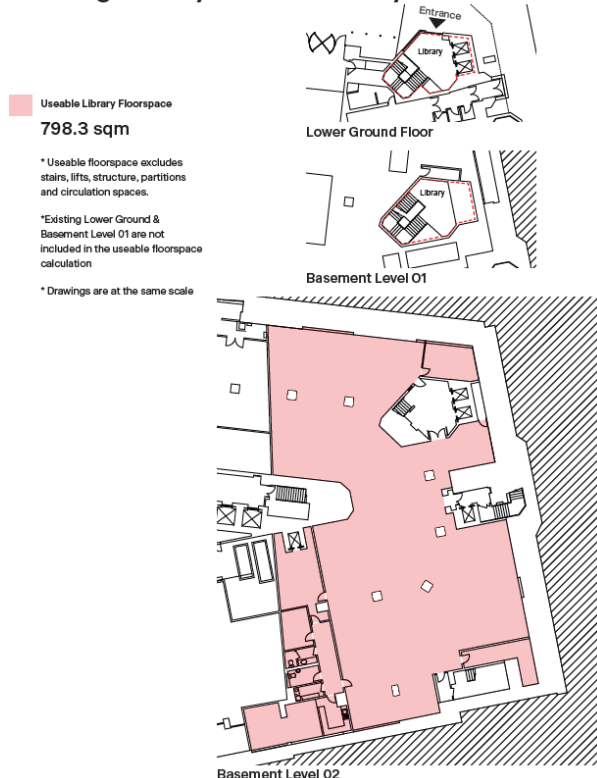 Entrance
Library
Lower Ground Floor
Useable Library Floorspace
798.3 sqm
* Useable floorspace excludes
stairs, lifts, structure, partitions
and circulation spaces.
*Existing Lower Ground &
Basement Level 01 are not
included in the useable floorspace
calculation
* Drawings are at the same scale
Library
Basement Level 01
Basement Level 02